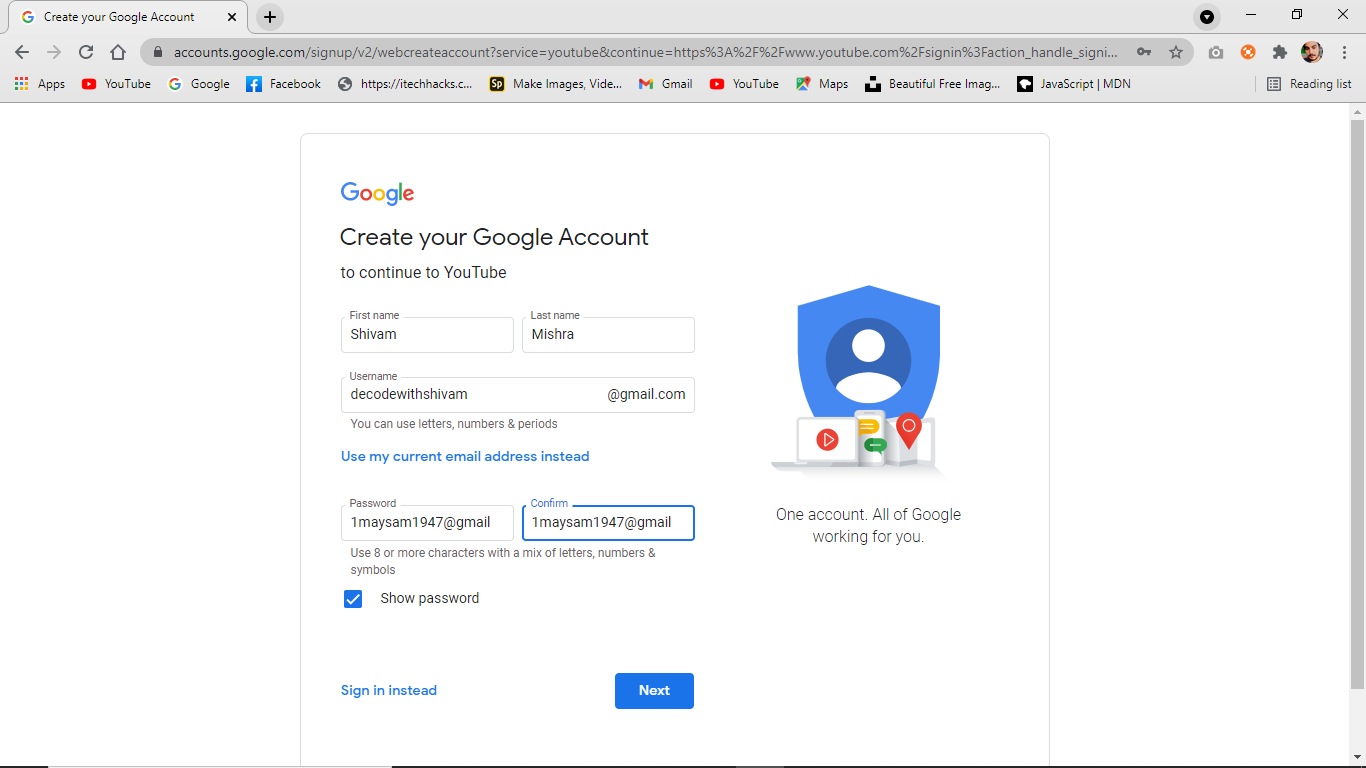 Create your Google Account
accounts.google.com/signup/v2/webcreateaccount?service=youtube&continue=https%3A%2F%2Fwww.youtube.com%2Fsignin%3Faction_handle_signi...
Apps YouTube Google Facebook https://itechhacks.c... Sp Make Images, Vide... Gmail YouTube Maps Beautiful Free Imag... JavaScript | MDN Reading list
Google
Create your Google Account
to continue to YouTube
First name Last name
Shivam Mishra
Username
decodewithshivam @gmail.com
You can use letters, numbers & periods
Use my current email address instead
Password Confirm
1maysam1947@gmail 1maysam1947@gmail
Use 8 or more characters with a mix of letters, numbers &
symbols
Show password
Sign in instead Next
One account. All of Google
working for you.